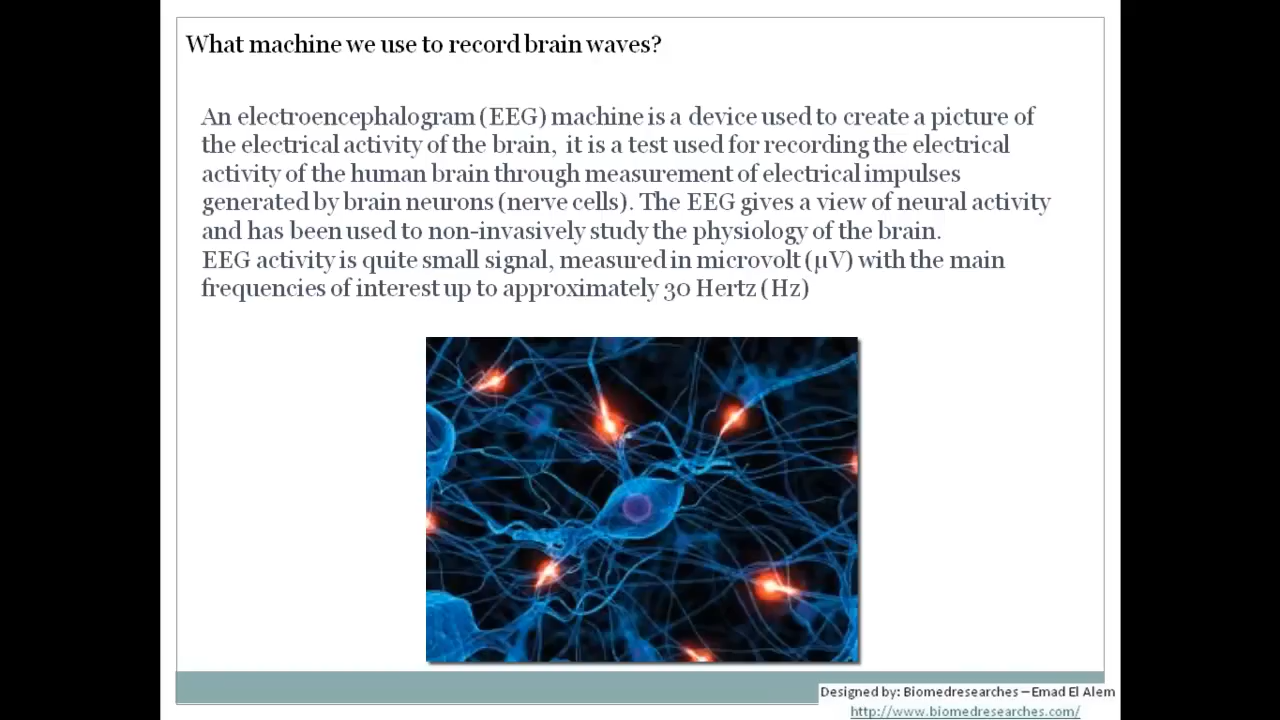 What machine we use to record brain waves?
An electroencephalogram (EEG) machine is a device used to create a picture of
the electrical activity of the brain, it is a test used for recording the electrical
activity of the human brain through measurement of electrical impulses
generated by brain neurons (nerve cells). The EEG gives a view of neural activity
and has been used to non-invasively study the physiology of the brain.
EEG activity is quite small signal, measured in microvolt (μV) with the main
frequencies of interest up to approximately 30 Hertz (Hz)
Designed by: Biomedresearches – Emad El Alem
http://www.biomedresearches.com/